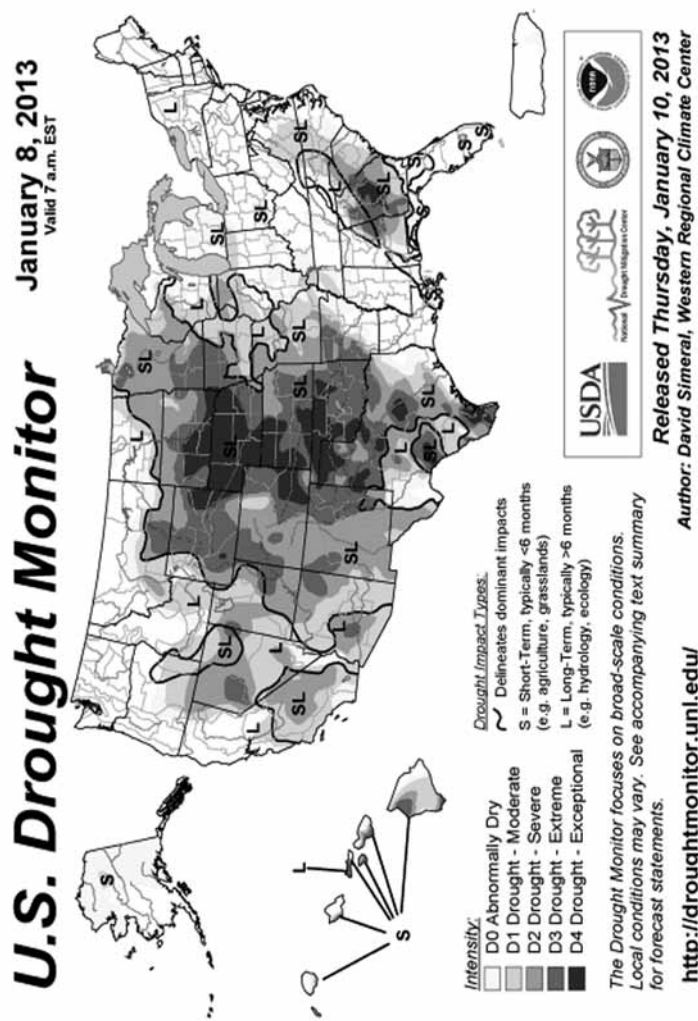 U.S. Drought Monitor
January 8, 2013
Valid 7 a.m. EST
L
SL
SL
L
SL
SL
SL
L
L
L
SL
L
SL
SL
L
SL
L
L
SL
SL
L
SL
L
SL
L
S
S
S
S
S
L
S
Intensity:
D0 Abnormally Dry
D1 Drought - Moderate
D2 Drought - Severe
D3 Drought - Extreme
D4 Drought - Exceptional
Drought Impact Types:
Delineates dominant impacts
S = Short-Term, typically <6 months
(e.g. agriculture, grasslands)
L = Long-Term, typically >6 months
(e.g. hydrology, ecology)
USDA
National Drought Mitigation Center
The Drought Monitor focuses on broad-scale conditions.
Local conditions may vary. See accompanying text summary
for forecast statements.
http://droughtmonitor.unl.edu/
Released Thursday, January 10, 2013
Author: David Simeral, Western Regional Climate Center